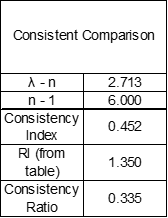 Consistent Comparison
λ - n 2.713
n - 1 6.000
Consistency
Index 0.452
RI (from
table) 1.350
Consistency
Ratio 0.335